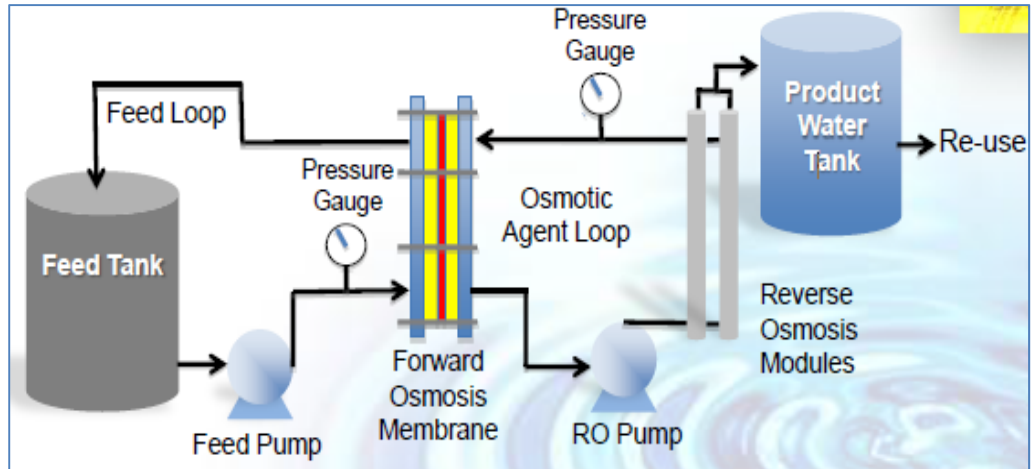 Pressure
Gauge
Product
Water
Tank
Re-use
Feed Loop
Pressure
Gauge
Osmotic
Agent Loop
Feed Tank
Reverse
Osmosis
Modules
Forward
Osmosis
Membrane
Feed Pump
RO Pump